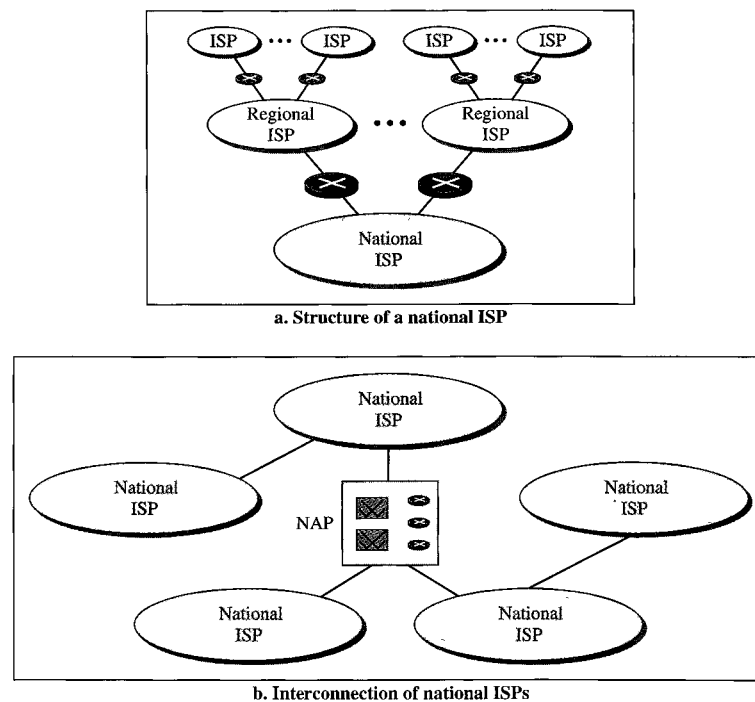 ISP ••• ISP ISP ••• ISP
Regional ISP ••• Regional ISP
National ISP
a. Structure of a national ISP
National ISP
National ISP
National ISP
NAP
National ISP
National ISP
b. Interconnection of national ISPs